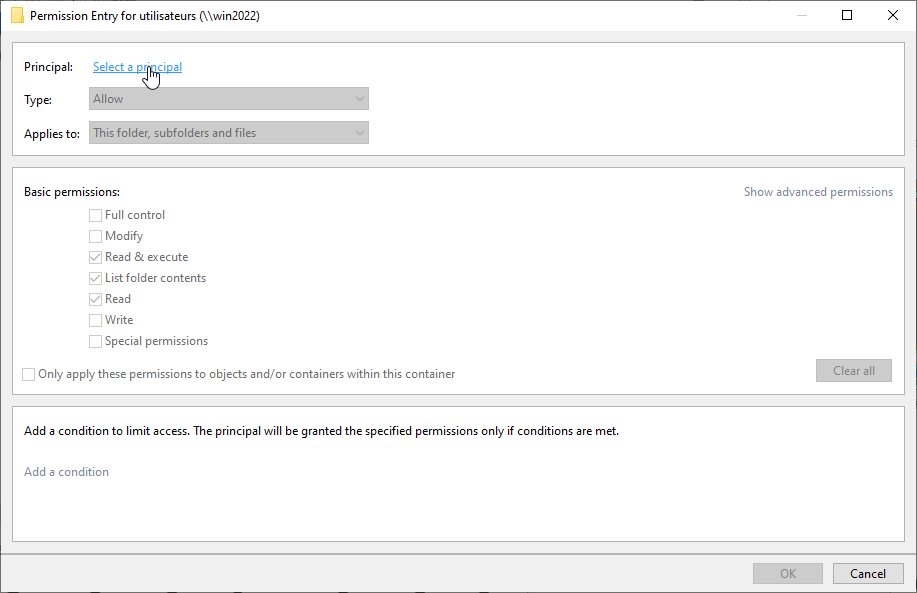 Permission Entry for utilisateurs (\\win2022)
Principal: Select a principal
Type: Allow
Applies to: This folder, subfolders and files
Basic permissions: Show advanced permissions
Full control
Modify
Read & execute
List folder contents
Read
Write
Special permissions
Only apply these permissions to objects and/or containers within this container
Clear all
Add a condition to limit access. The principal will be granted the specified permissions only if conditions are met.
Add a condition
OK Cancel